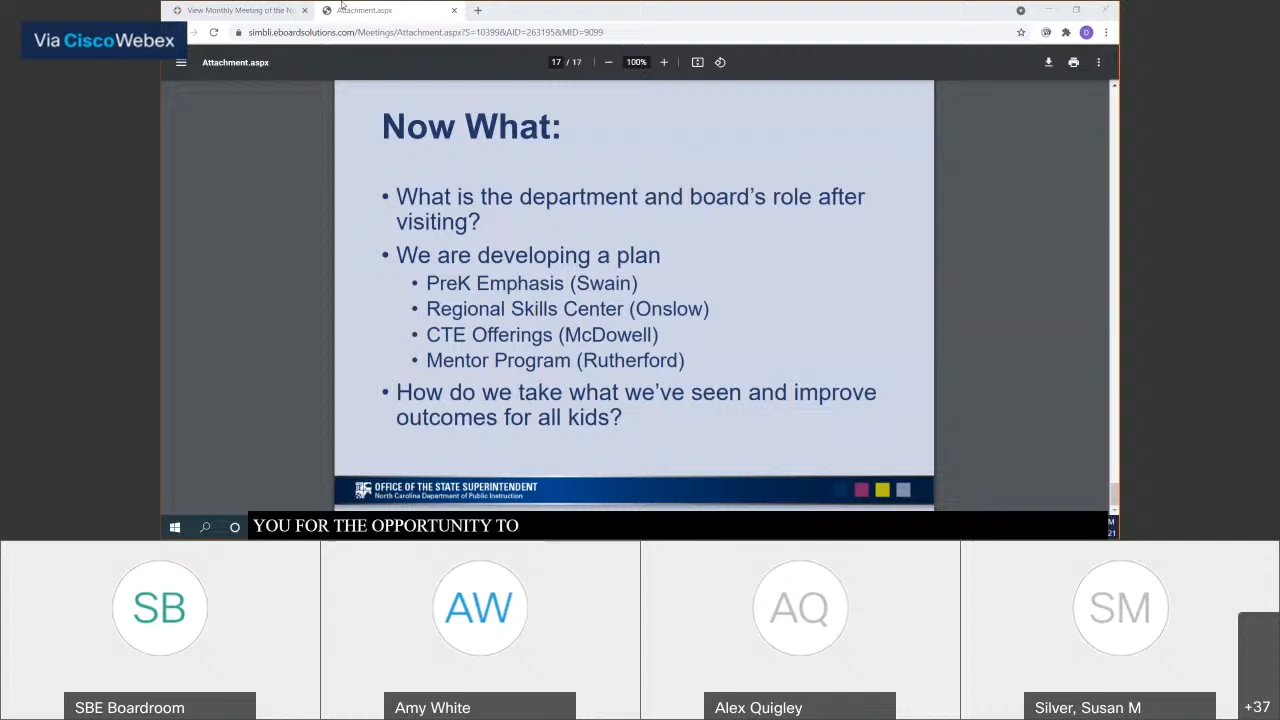 View Monthly Meeting of the N
Attachment.aspx
Via Cisco Webex
simbli.eboardsolutions.com/Meetings/Attachment.aspx?S=10399&AID=263195&MID=9099
D
Attachment.aspx
17 / 17
100%
Now What:
• What is the department and board's role after
visiting?
• We are developing a plan
• PreK Emphasis (Swain)
• Regional Skills Center (Onslow)
• CTE Offerings (McDowell)
• Mentor Program (Rutherford)
• How do we take what we've seen and improve
outcomes for all kids?
OFFICE OF THE STATE SUPERINTENDENT
North Carolina Department of Public Instruction
YOU FOR THE OPPORTUNITY TO
M
21
SB
AW
AQ
SM
SBE Boardroom
Amy White
Alex Quigley
Silver, Susan M
+37